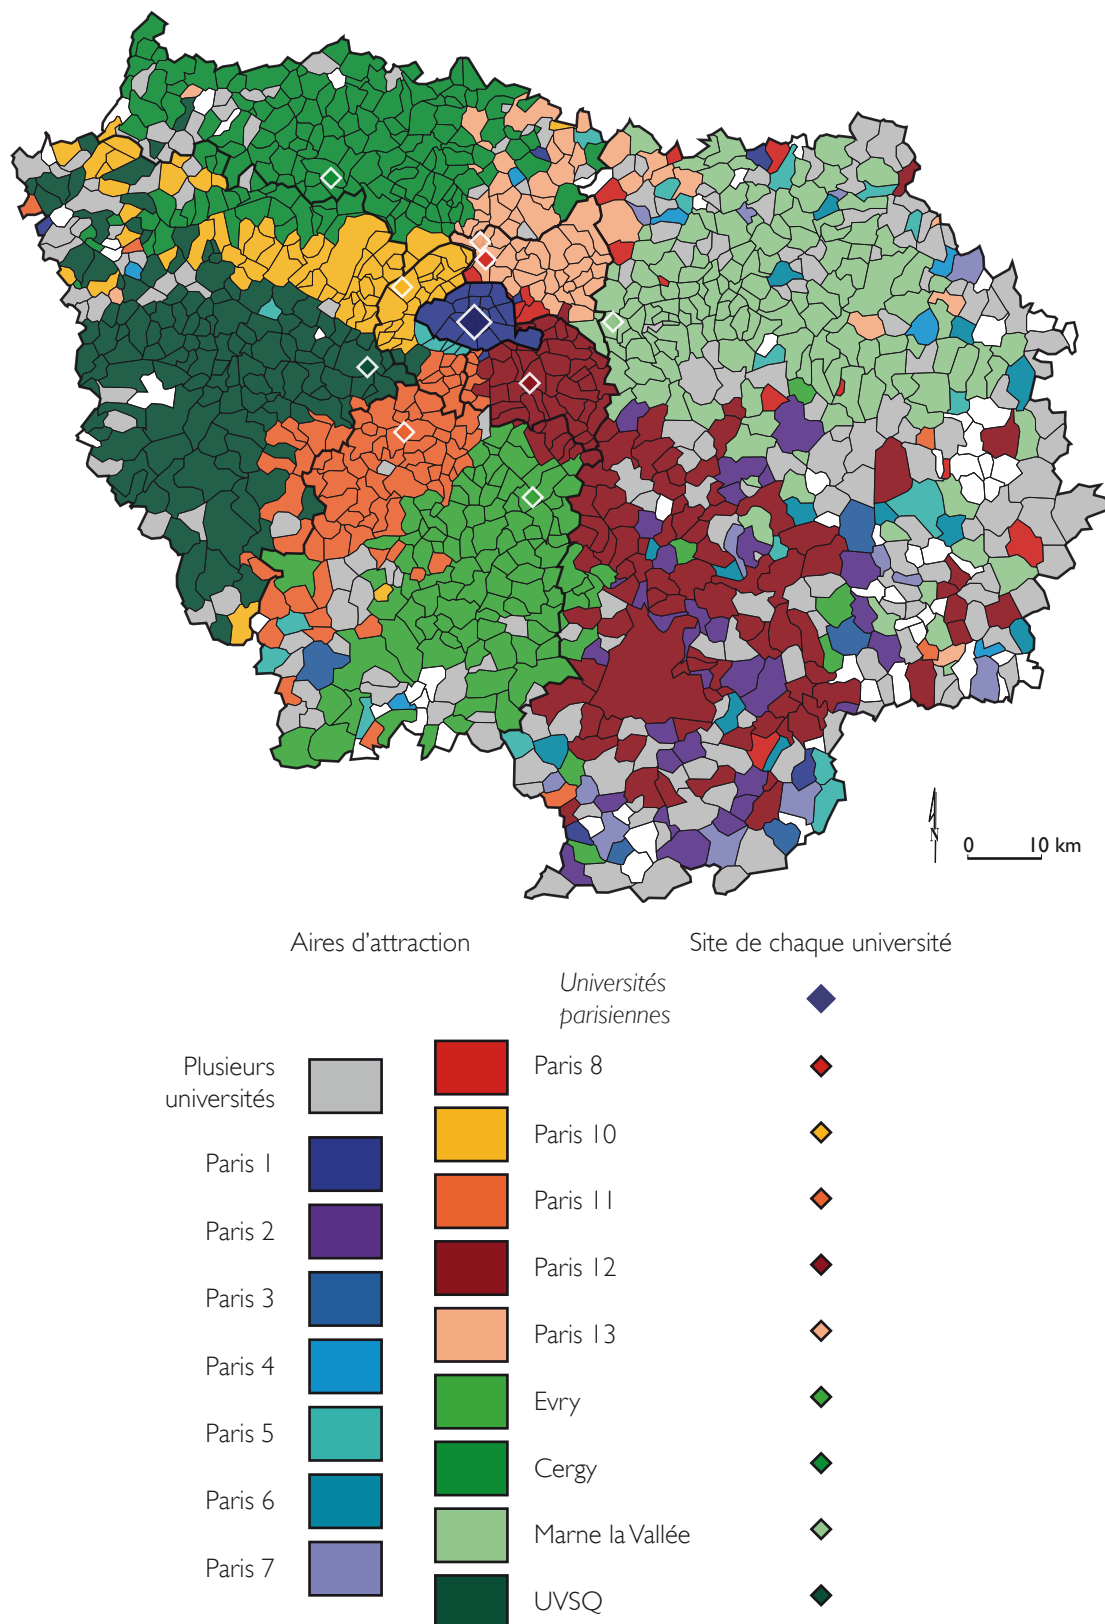 N
0 10 km
Aires d'attraction
Site de chaque université
Universités
parisiennes
Plusieurs
universités
Paris 1
Paris 2
Paris 3
Paris 4
Paris 5
Paris 6
Paris 7
Paris 8
Paris 10
Paris 11
Paris 12
Paris 13
Evry
Cergy
Marne la Vallée
UVSQ